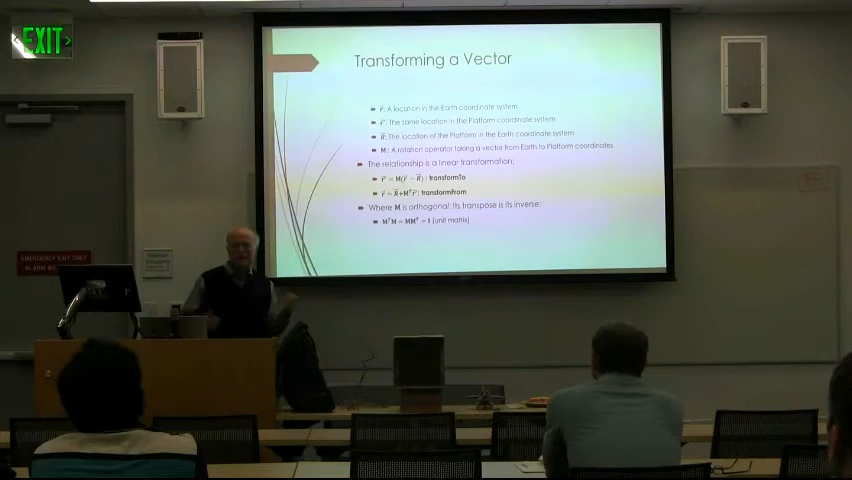 EXIT
Transforming a Vector
r⃗: A location in the Earth coordinate system
r⃗': The same location in the Platform coordinate system
R⃗: The location of the Platform in the Earth coordinate system
M: A rotation operator taking a vector from Earth to Platform coordinates
The relationship is a linear transformation:
r⃗' = M(r⃗ − R⃗) : transformTo
r⃗ = R⃗+Mᵀr⃗': transformFrom
Where M is orthogonal; its transpose is its inverse:
MᵀM = MMᵀ = I (unit matrix)
EMERGENCY EXIT ONLY
ALARM